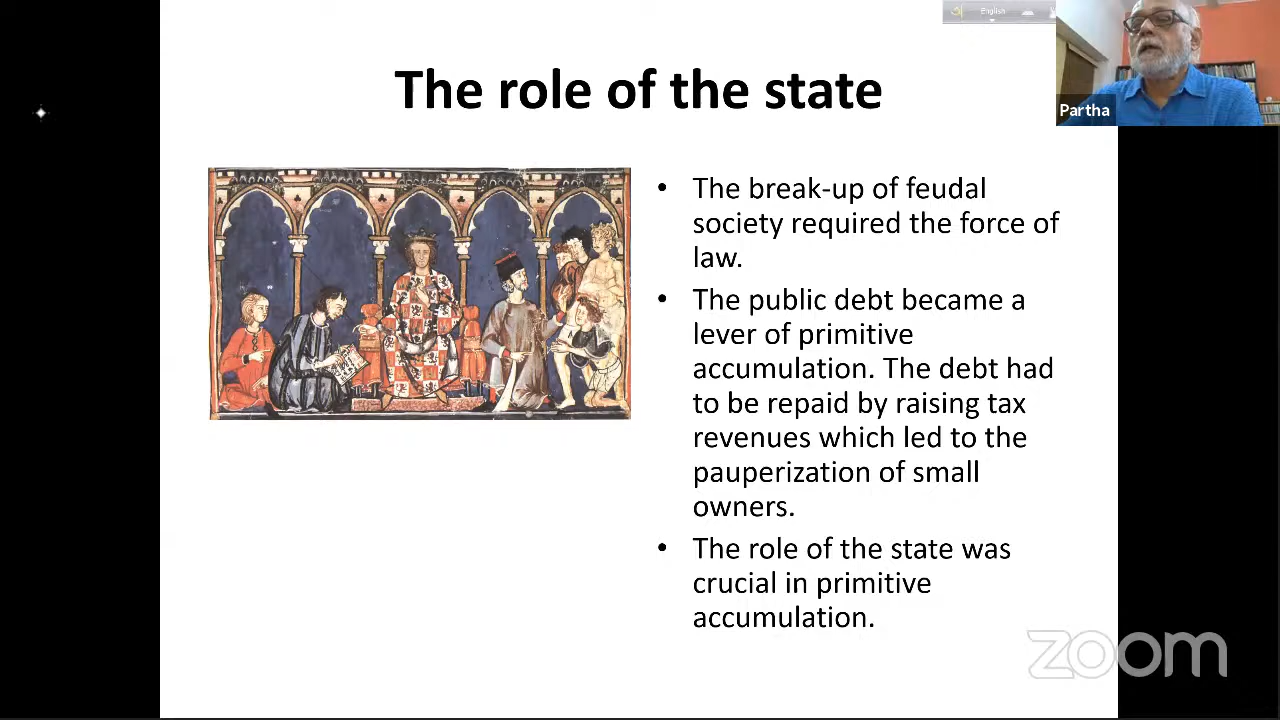 English
Partha
The role of the state
• The break-up of feudal
society required the force of
law.
• The public debt became a
lever of primitive
accumulation. The debt had
to be repaid by raising tax
revenues which led to the
pauperization of small
owners.
• The role of the state was
crucial in primitive
accumulation.
zoom